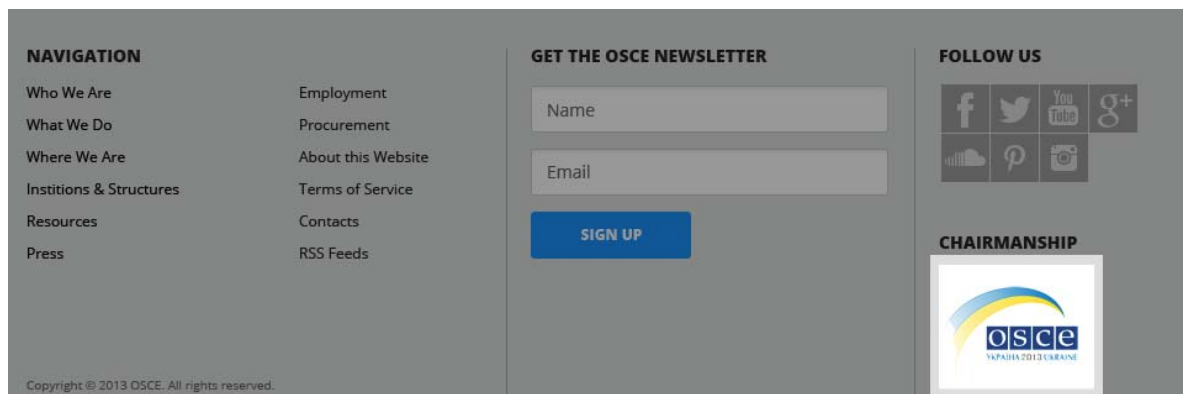 NAVIGATION
Who We Are
What We Do
Where We Are
Institions & Structures
Resources
Press
Employment
Procurement
About this Website
Terms of Service
Contacts
RSS Feeds
Copyright © 2013 OSCE. All rights reserved.
GET THE OSCE NEWSLETTER
Name
Email
SIGN UP
FOLLOW US
f
You
Tube
g+
CHAIRMANSHIP
OSCE
УКРАЇНА 2013 UKRAINE